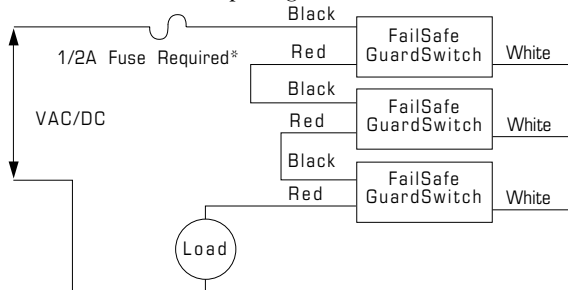 Black
FailSafe
GuardSwitch
1/2A Fuse Required*
Red
White
Black
FailSafe
GuardSwitch
VAC/DC
Red
White
Black
FailSafe
GuardSwitch
Red
White
Load